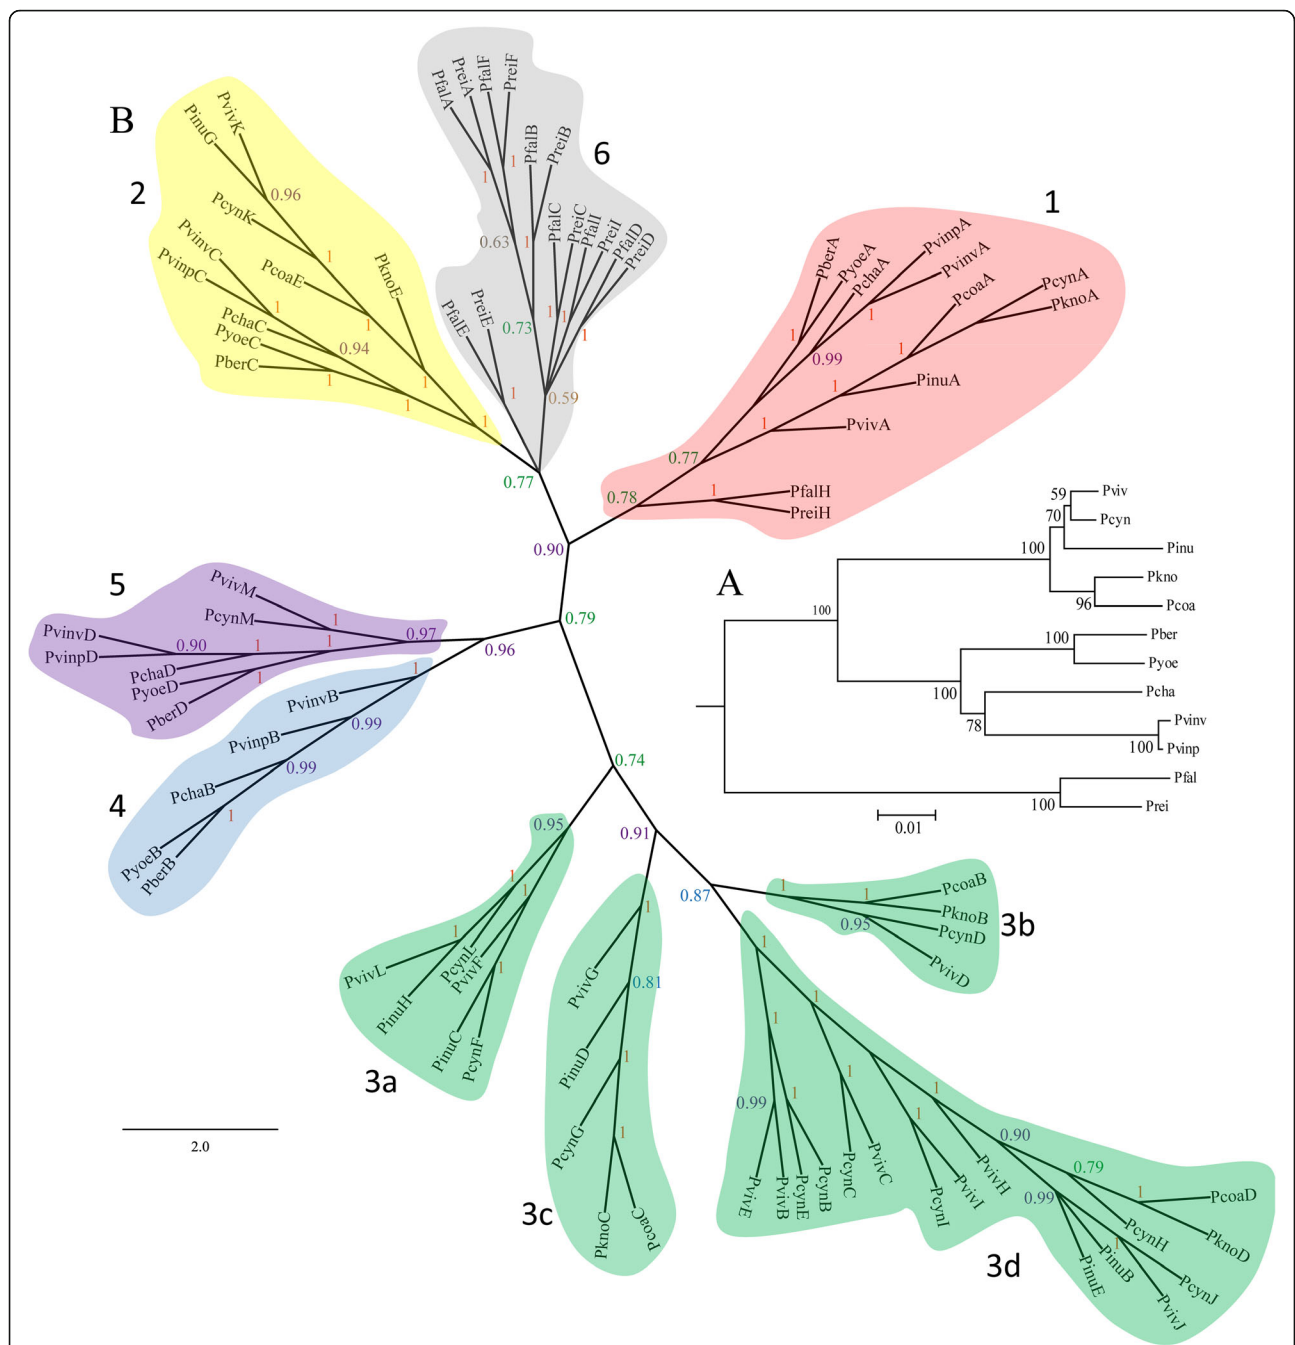 B
2
PvivK
PinuG
0.96
PcynK
1
PvinvC
PvinpC
PcoaE
PknoE
1
1
PchaC
PyoeC
PberC
0.94
1
1
1
1
0.77
6
PfalA
PreiA
PfalF
PreiF
1
1
PfalB
PreiB
0.63
1
PfalC
PreiC
PfalI
PreiI
PfalD
PreiD
1
1
1
0.73
PfalE
PreiE
1
0.59
1
PberA
PyoeA
PchaA
PvinpA
PvinvA
1
1
0.99
PcoaA
PcynA
PknoA
1
PinuA
1
PvivA
1
0.77
0.78
1
PfalH
PreiH
0.90
0.79
5
PvivM
PcynM
1
0.97
PvinvD
PvinpD
0.90
1
1
PchaD
PyoeD
PberD
1
0.96
4
1
PvinvB
0.99
PvinpB
0.99
PchaB
1
PyoeB
PberB
A
59
Pviv
70
Pcyn
100
Pinu
Pkno
96
Pcoa
100
100
Pber
Pyoe
100
Pcha
78
Pvinv
100
Pvinp
Pfal
100
Prei
0.01
0.74
0.95
0.91
1
1
1
1
PvivL
PinuH
PcynL
PvivF
PinuC
PcynF
3a
1
PvivG
0.81
PinuD
1
PcynG
1
PknoC
PcoaC
3c
0.87
1
1
PcoaB
PknoB
0.95
PcynD
PvivD
3b
1
1
1
0.99
1
PvivE
PvivB
PcynE
PcynB
1
PcynC
PvivC
1
PcynI
PvivI
1
PvivH
0.90
0.79
1
PcoaD
PknoD
0.99
PcynH
1
PinuB
PinuE
PcynJ
PvivJ
3d
2.0